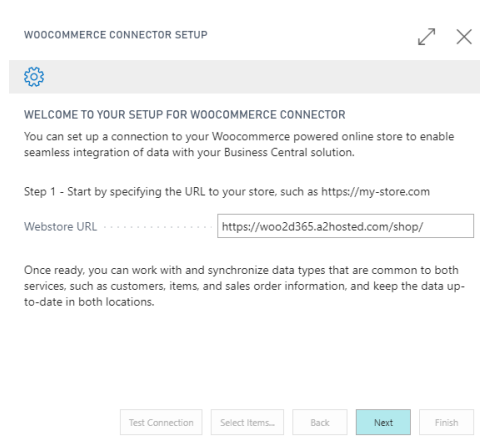 WOOCOMMERCE CONNECTOR SETUP
WELCOME TO YOUR SETUP FOR WOOCOMMERCE CONNECTOR
You can set up a connection to your Woocommerce powered online store to enable
seamless integration of data with your Business Central solution.
Step 1 - Start by specifying the URL to your store, such as https://my-store.com
Webstore URL https://woo2d365.a2hosted.com/shop/
Once ready, you can work with and synchronize data types that are common to both
services, such as customers, items, and sales order information, and keep the data up-
to-date in both locations.
Test Connection Select Items... Back Next Finish